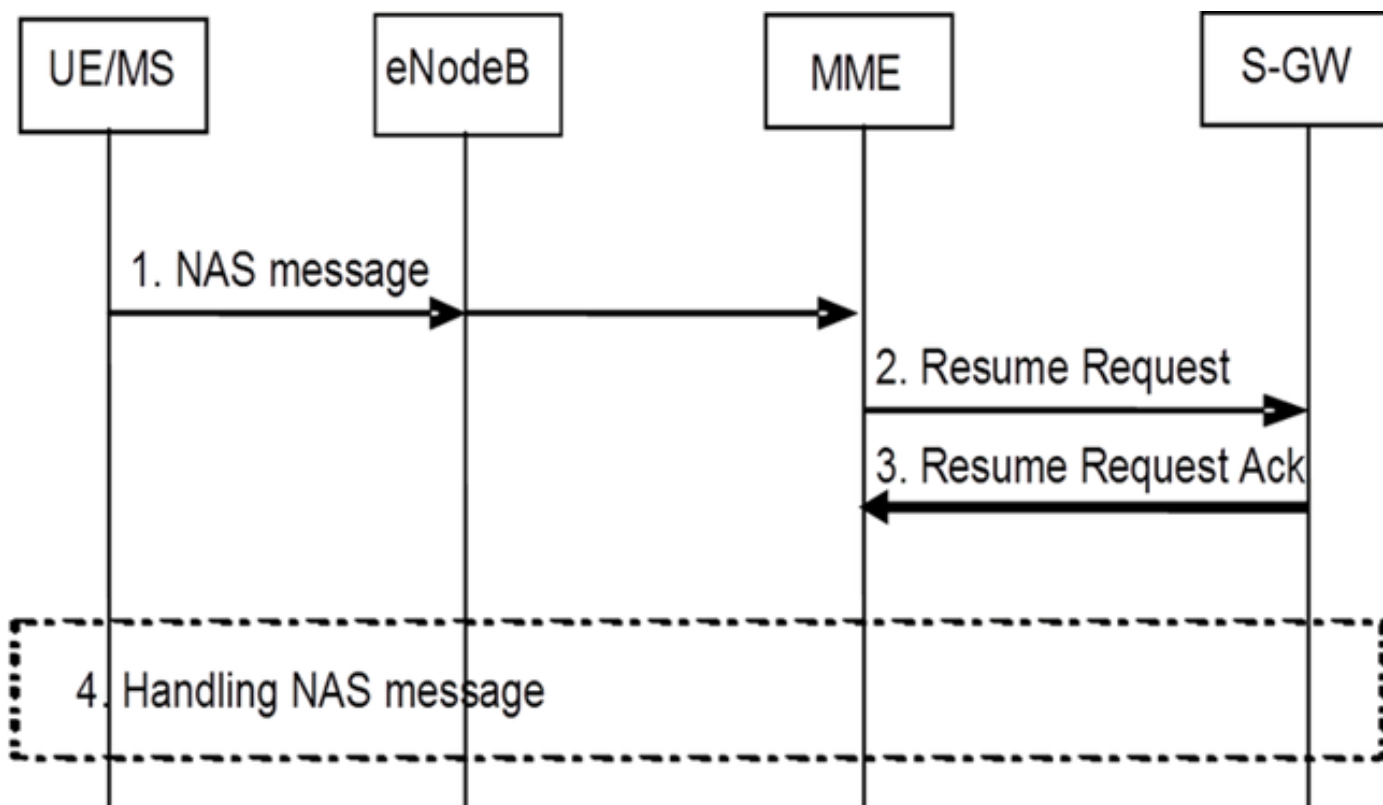 UE/MS
eNodeB
MME
S-GW
1. NAS message
2. Resume Request
3. Resume Request Ack
4. Handling NAS message